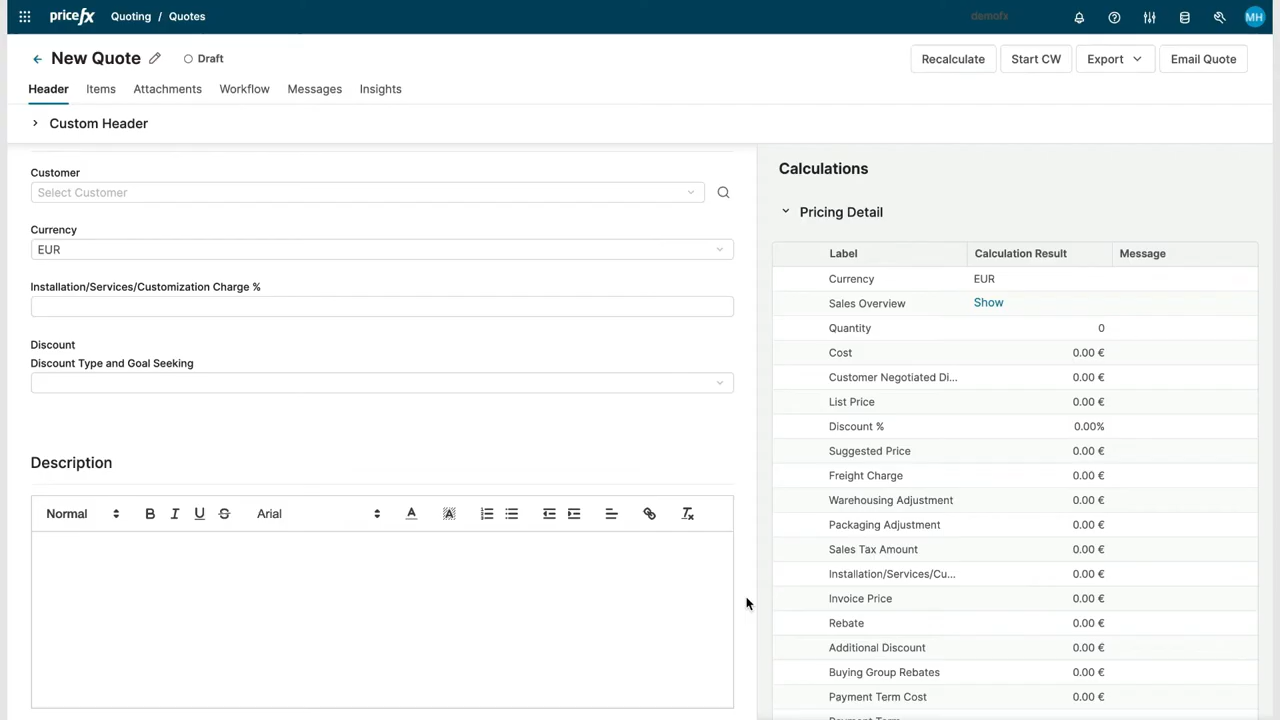 pricefx Quoting / Quotes damofx MH
New Quote Draft Recalculate Start CW Export Email Quote
Header Items Attachments Workflow Messages Insights
Custom Header
Customer
Select Customer
Currency
EUR
Installation/Services/Customization Charge %
Discount
Discount Type and Goal Seeking
Description
Normal B I U S Arial A A
Calculations
Pricing Detail
Label Calculation Result Message
Currency EUR
Sales Overview Show
Quantity 0
Cost 0.00 €
Customer Negotiated Di... 0.00 €
List Price 0.00 €
Discount % 0.00%
Suggested Price 0.00 €
Freight Charge 0.00 €
Warehousing Adjustment 0.00 €
Packaging Adjustment 0.00 €
Sales Tax Amount 0.00 €
Installation/Services/Cu... 0.00 €
Invoice Price 0.00 €
Rebate 0.00 €
Additional Discount 0.00 €
Buying Group Rebates 0.00 €
Payment Term Cost 0.00 €